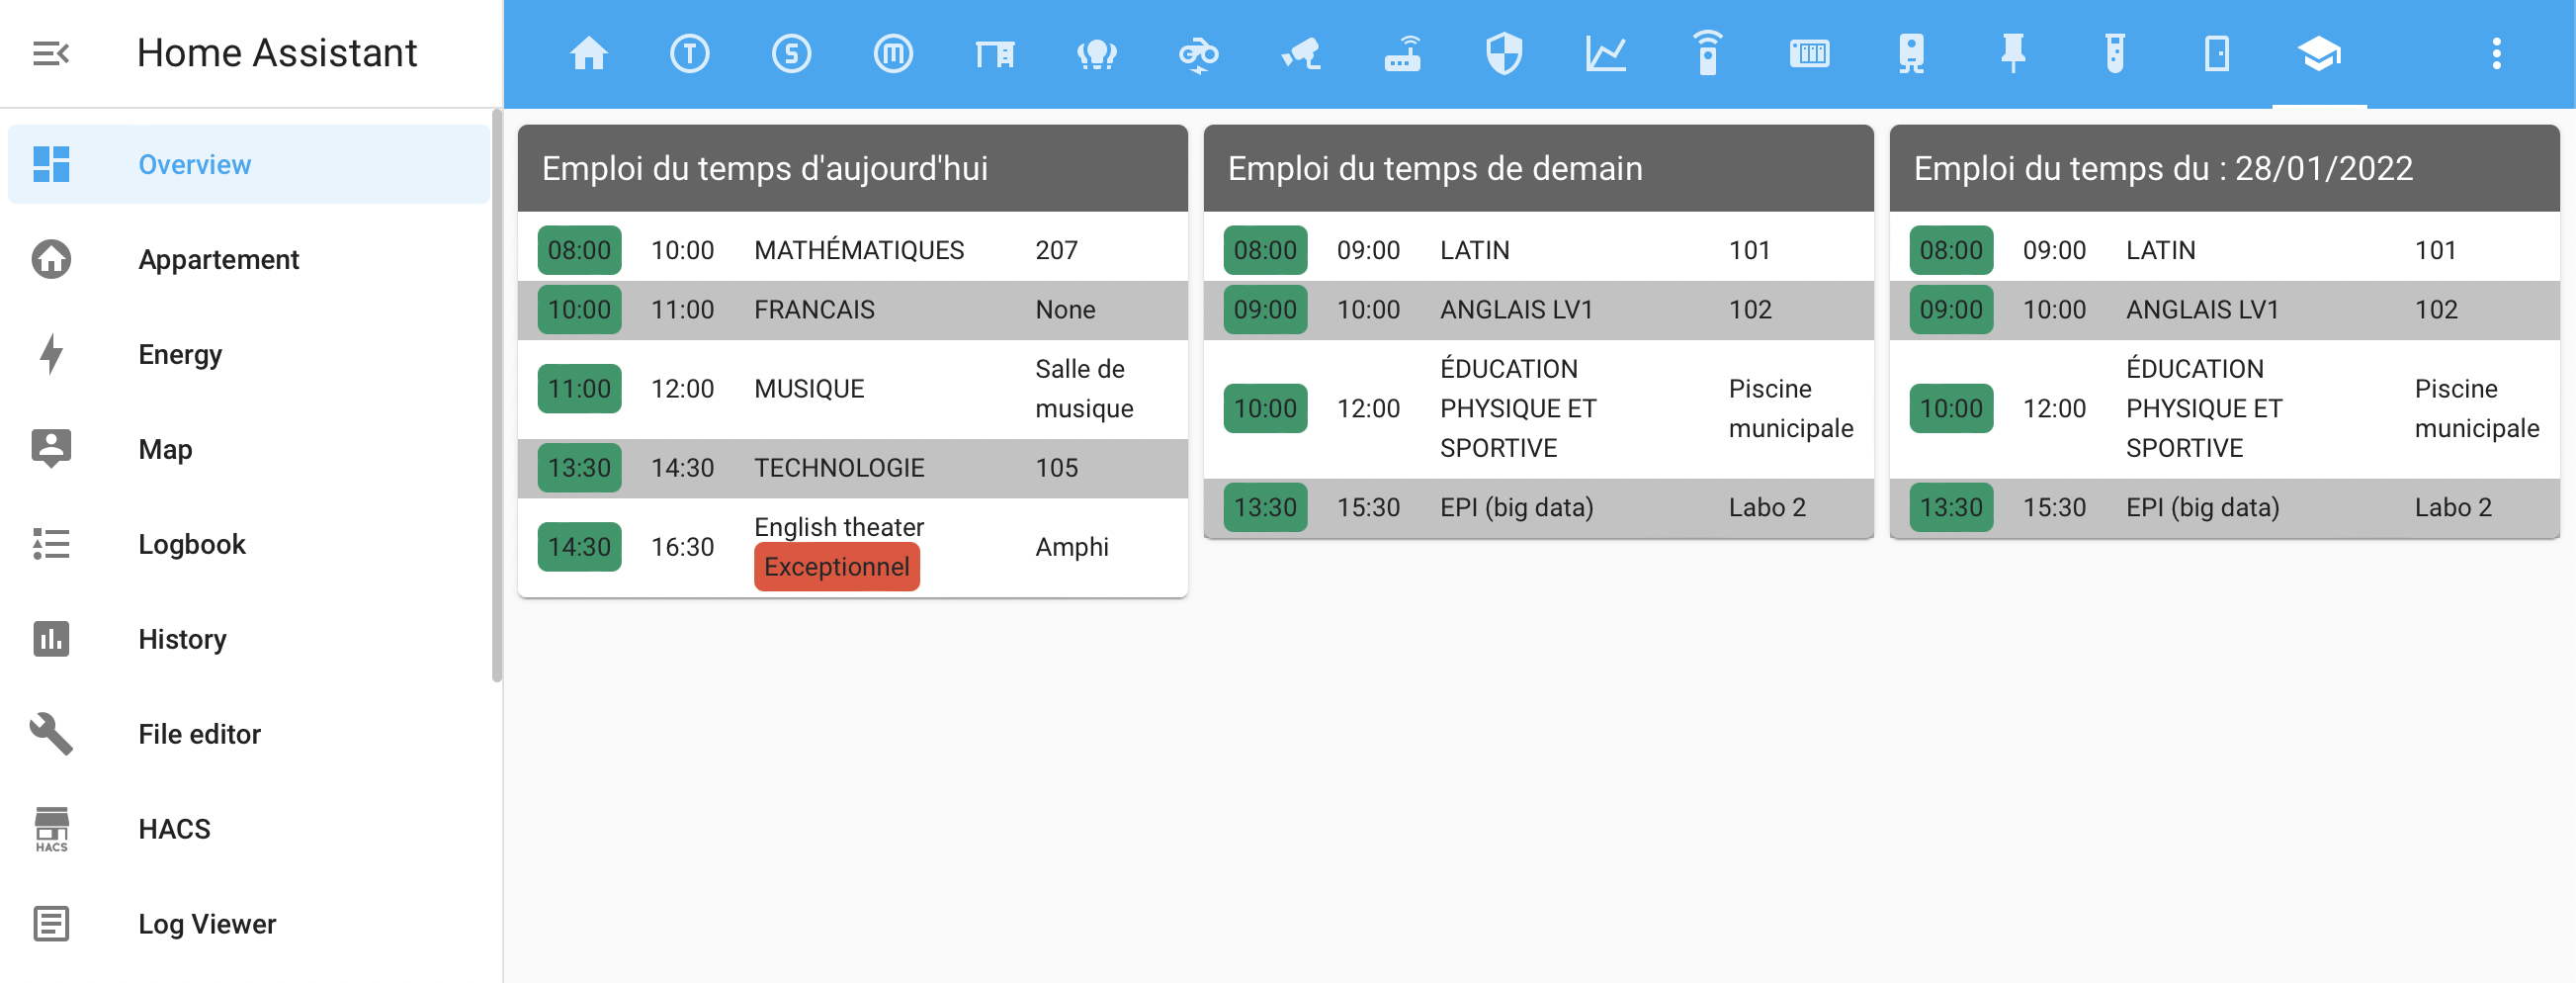 Home Assistant
T S M
Overview
Appartement
Energy
Map
Logbook
History
File editor
HACS
HACS
Log Viewer
Emploi du temps d'aujourd'hui
08:00 10:00 MATHÉMATIQUES 207
10:00 11:00 FRANCAIS None
11:00 12:00 MUSIQUE Salle de
musique
13:30 14:30 TECHNOLOGIE 105
14:30 16:30 English theater Amphi
Exceptionnel
Emploi du temps de demain
08:00 09:00 LATIN 101
09:00 10:00 ANGLAIS LV1 102
10:00 12:00 ÉDUCATION
PHYSIQUE ET
SPORTIVE
Piscine
municipale
13:30 15:30 EPI (big data) Labo 2
Emploi du temps du : 28/01/2022
08:00 09:00 LATIN 101
09:00 10:00 ANGLAIS LV1 102
10:00 12:00 ÉDUCATION
PHYSIQUE ET
SPORTIVE
Piscine
municipale
13:30 15:30 EPI (big data) Labo 2